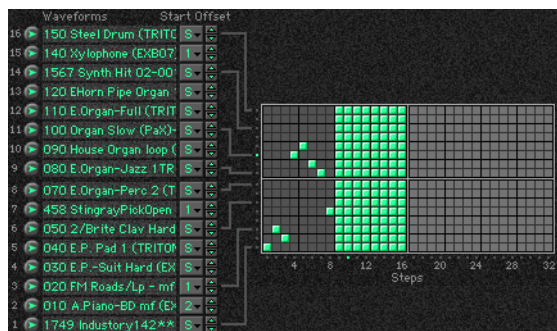 Waveforms Start Offset
16 150 Steel Drum (TRITO S
15 140 Xylophone (EXB07) 1
14 1567 Synth Hit 02-00 S
13 120 EHorn Pipe Organ S
12 110 E.Organ-Full (TRIT S
11 100 Organ Slow (PaX)- S
10 090 House Organ loop ( S
9 080 E.Organ-Jazz 1TR S
8 070 E.Organ-Perc 2 (T S
7 458 StingrayPickOpen 1
6 050 2/Brite Clav Hard S
5 040 E.P. Pad 1 (TRITON S
4 030 E.P.-Suit Hard (EX S
3 020 FM Roads/Lp - mf 1
2 010 A.Piano-BD mf (EX 2
1 1749 Industory142** S
4 8 12 16 20 24 28 32
Steps